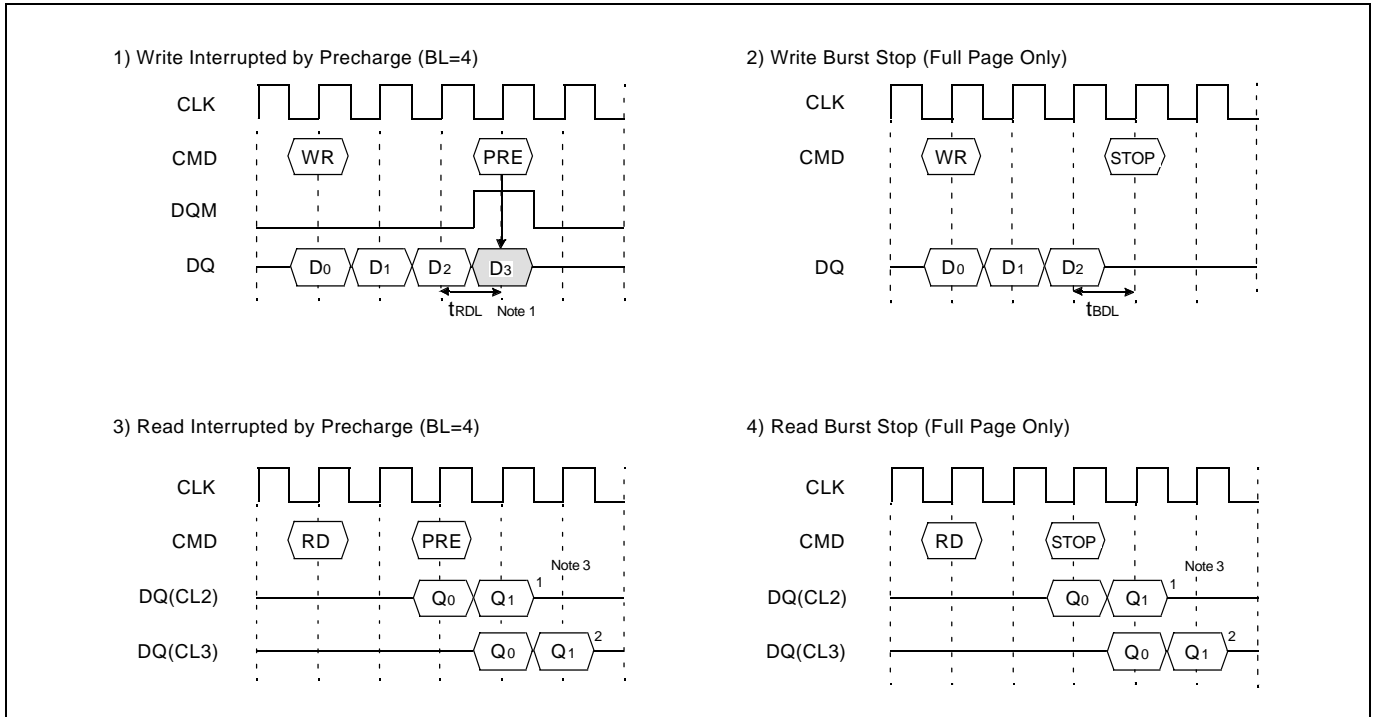 1) Write Interrupted by Precharge (BL=4)
CLK
CMD WR PRE
DQM
DQ D0 D1 D2 D3
tRDL Note 1
2) Write Burst Stop (Full Page Only)
CLK
CMD WR STOP
DQ D0 D1 D2
tBDL
3) Read Interrupted by Precharge (BL=4)
CLK
CMD RD PRE
Note 3
DQ(CL2) Q0 Q1 1
DQ(CL3) Q0 Q1 2
4) Read Burst Stop (Full Page Only)
CLK
CMD RD STOP
Note 3
DQ(CL2) Q0 Q1 1
DQ(CL3) Q0 Q1 2